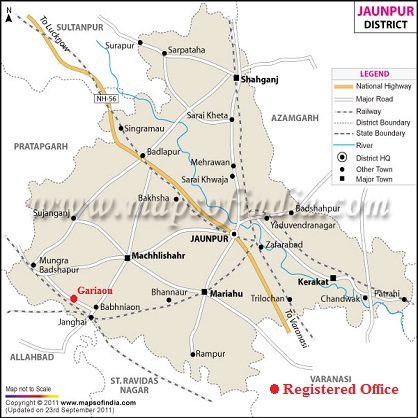 JAUNPUR
DISTRICT
SULTANPUR
To Lucknow
Surapur
Sarpataha
Shahganj
NH-56
AZAMGARH
LEGEND
National Highway
Major Road
Railway
District Boundary
State Boundary
River
District HQ
Other Town
Major Town
Sarai Kheta
Singramau
PRATAPGARH
Badlapur
Mehrawan
Sarai Khwaja
Bakhsha
www.mapsofindia.com
Sujanganj
Badshahpur
Yaduvendranagar
JAUNPUR
Zafarabad
Machhlishahr
Mungra
Badshapur
Kerakat
Gariaon
Bhannaur
Mariahu
Trilochan
Chandwak
Patrahi
Babhniaon
Janghai
To Varanasi
ALLAHABAD
Rampur
ST.RAVIDAS
NAGAR
VARANASI
Registered Office
Map not to Scale
Copyright © 2011 www.mapsofindia.com
(Updated on 23rd September 2011)